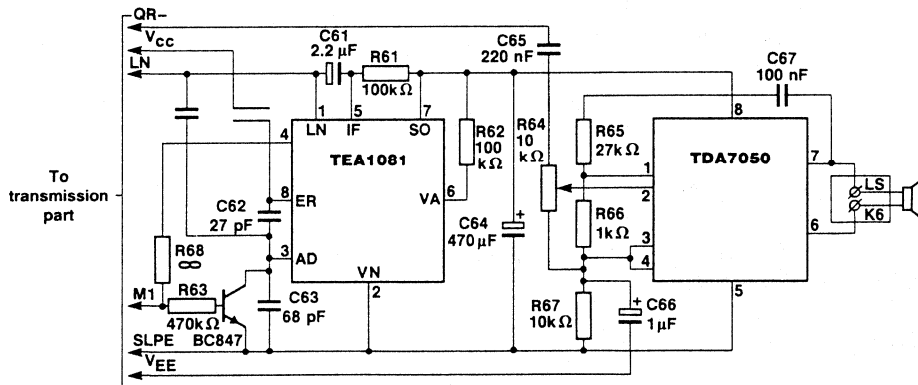 QR–
VCC
LN
C61
2.2 µF
R61
100kΩ
C65
220 nF
C67
100 nF
1
5
7
LN
IF
SO
4
TEA1081
8
ER
VA
6
C62
27 pF
3
AD
VN
2
R62
100
kΩ
R64
10
kΩ
R65
27kΩ
8
TDA7050
1
2
7
LS
K6
6
C64
470 µF
+
R66
1kΩ
3
4
To
transmission
part
R68
∞
M1
R63
470kΩ
C63
68 pF
R67
10kΩ
+
C66
1µF
5
SLPE
BC847
VEE